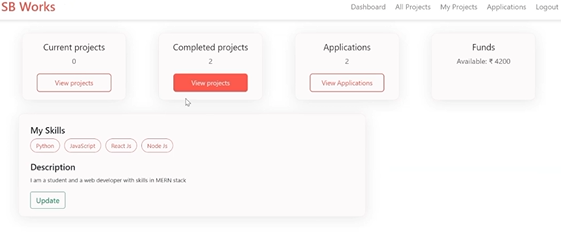 SB Works
Dashboard All Projects My Projects Applications Logout
Current projects
0
View projects
Completed projects
2
View projects
Applications
2
View Applications
Funds
Available: ₹ 4200
My Skills
Python JavaScript React Js Node Js
Description
I am a student and a web developer with skills in MERN stack
Update